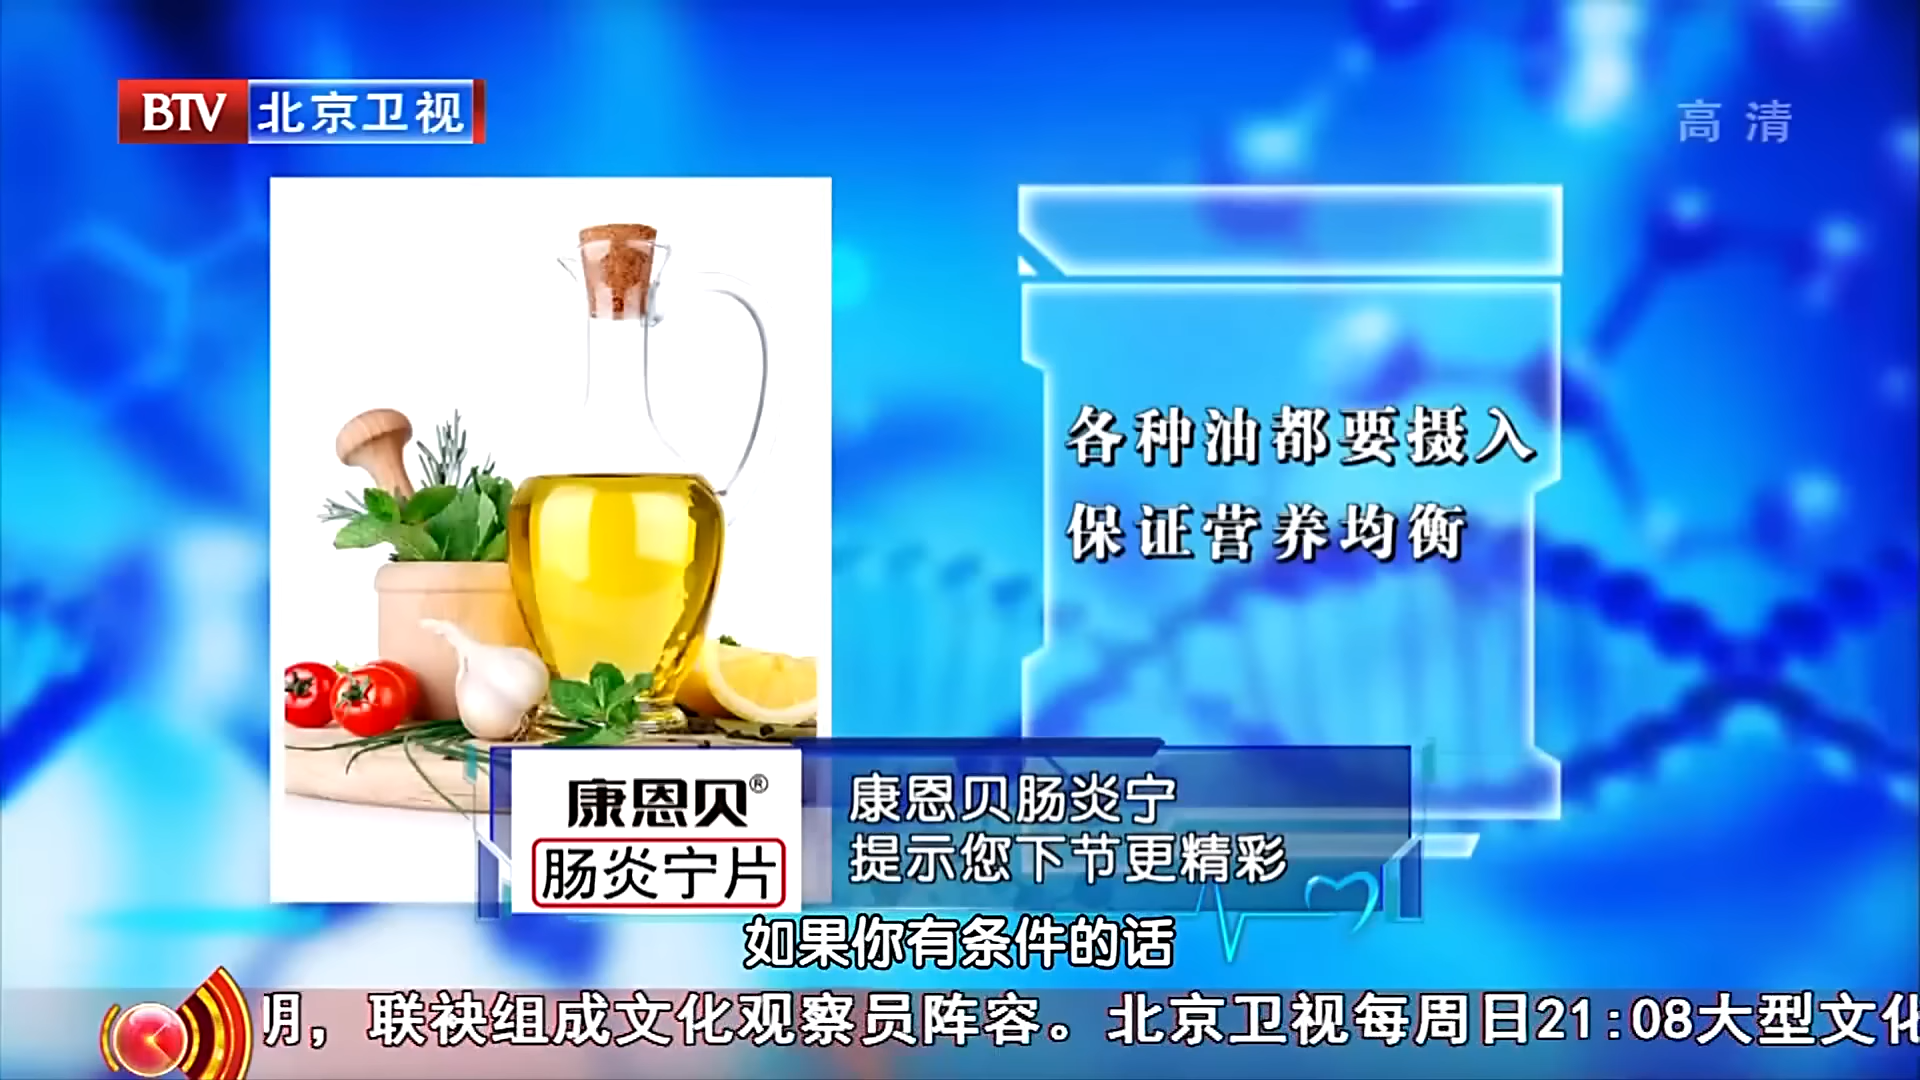 BTV 北京卫视
高清
各种油都要摄入
保证营养均衡
康恩贝®
肠炎宁片
康恩贝肠炎宁
提示您下节更精彩
如果你有条件的话
，联袂组成文化观察员阵容。北京卫视每周日21:08大型文化